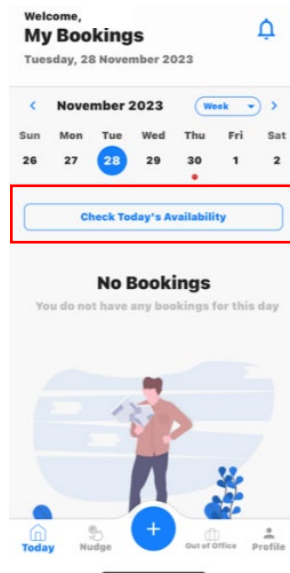 Welcome,
My Bookings
Tuesday, 28 November 2023
November 2023 Week
Sun Mon Tue Wed Thu Fri Sat
26 27 28 29 30 1 2
Check Today's Availability
No Bookings
You do not have any bookings for this day
Today Nudge + Out of Office Profile